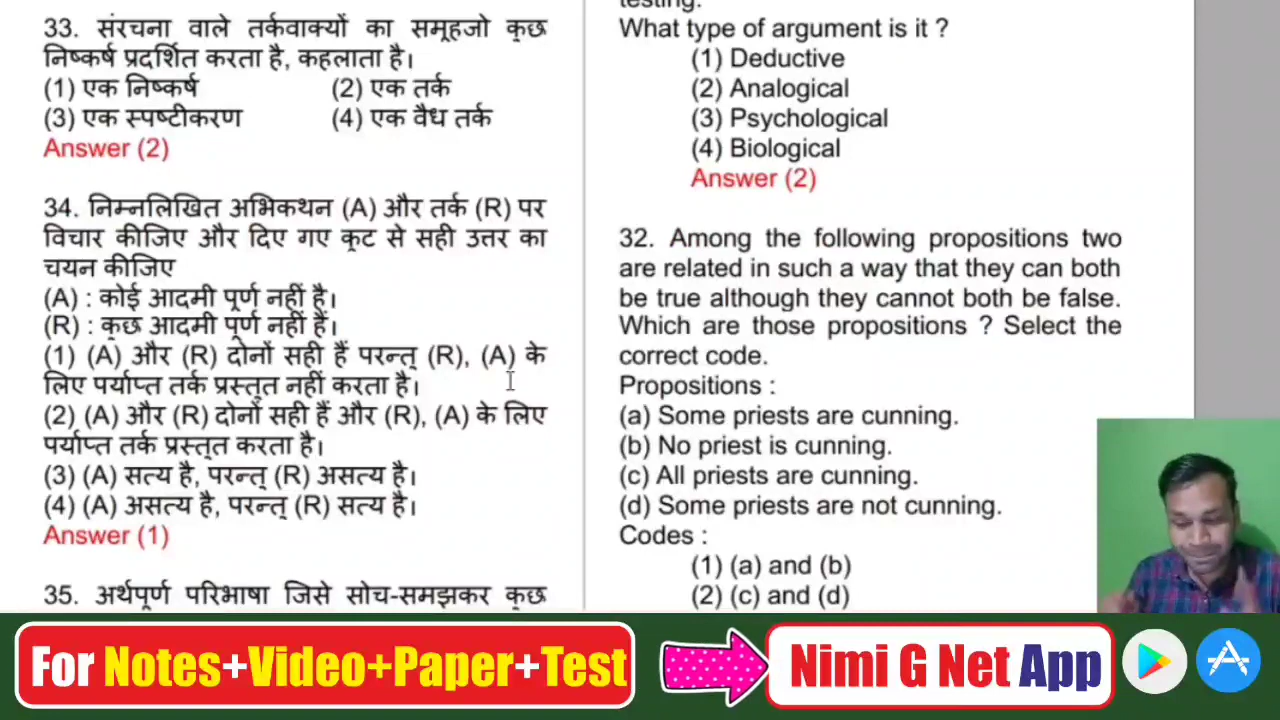 33. संरचना वाले तर्कवाक्यों का समूहजो कुछ
निष्कर्ष प्रदर्शित करता है, कहलाता है।
(1) एक निष्कर्ष (2) एक तर्क
(3) एक स्पष्टीकरण (4) एक वैध तर्क
Answer (2)
34. निम्नलिखित अभिकथन (A) और तर्क (R) पर
विचार कीजिए और दिए गए कूट से सही उत्तर का
चयन कीजिए
(A) : कोई आदमी पूर्ण नहीं है।
(R) : कुछ आदमी पूर्ण नहीं हैं।
(1) (A) और (R) दोनों सही हैं परन्तु (R), (A) के
लिए पर्याप्त तर्क प्रस्तुत नहीं करता है।
(2) (A) और (R) दोनों सही हैं और (R), (A) के लिए
पर्याप्त तर्क प्रस्तुत करता है।
(3) (A) सत्य है, परन्तु (R) असत्य है।
(4) (A) असत्य है, परन्तु (R) सत्य है।
Answer (1)
35. अर्थपूर्ण परिभाषा जिसे सोच-समझकर कुछ
testing.
What type of argument is it ?
(1) Deductive
(2) Analogical
(3) Psychological
(4) Biological
Answer (2)
32. Among the following propositions two
are related in such a way that they can both
be true although they cannot both be false.
Which are those propositions ? Select the
correct code.
Propositions :
(a) Some priests are cunning.
(b) No priest is cunning.
(c) All priests are cunning.
(d) Some priests are not cunning.
Codes :
(1) (a) and (b)
(2) (c) and (d)
For Notes+Video+Paper+Test
Nimi G Net App